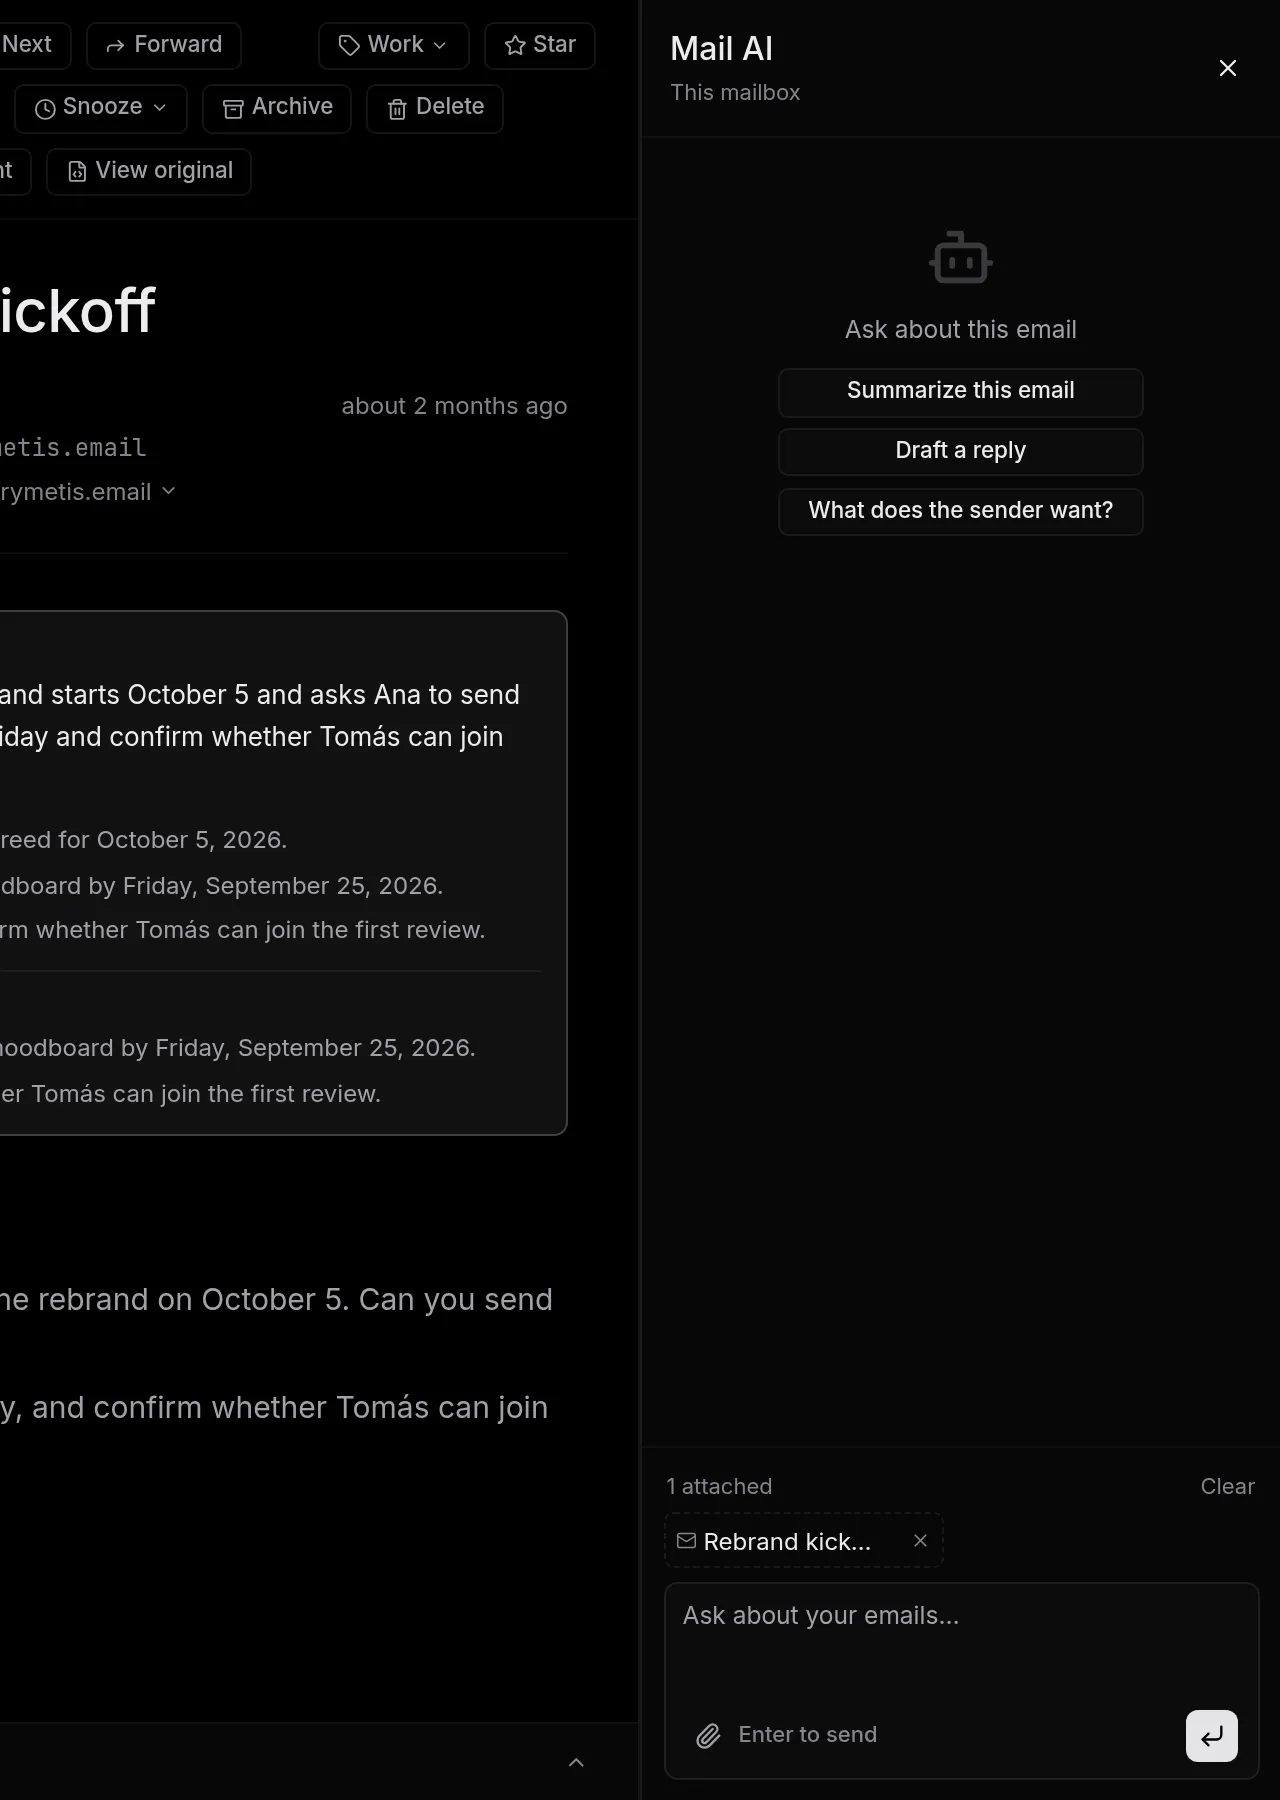 Next
Forward
Work
Star
Snooze
Archive
Delete
View original
ickoff
about 2 months ago
etis.email
rymetis.email
and starts October 5 and asks Ana to send
iday and confirm whether Tomás can join
reed for October 5, 2026.
dboard by Friday, September 25, 2026.
rm whether Tomás can join the first review.
oodboard by Friday, September 25, 2026.
er Tomás can join the first review.
he rebrand on October 5. Can you send
y, and confirm whether Tomás can join
Mail AI
This mailbox
Ask about this email
Summarize this email
Draft a reply
What does the sender want?
1 attached
Clear
Rebrand kick...
Ask about your emails...
Enter to send